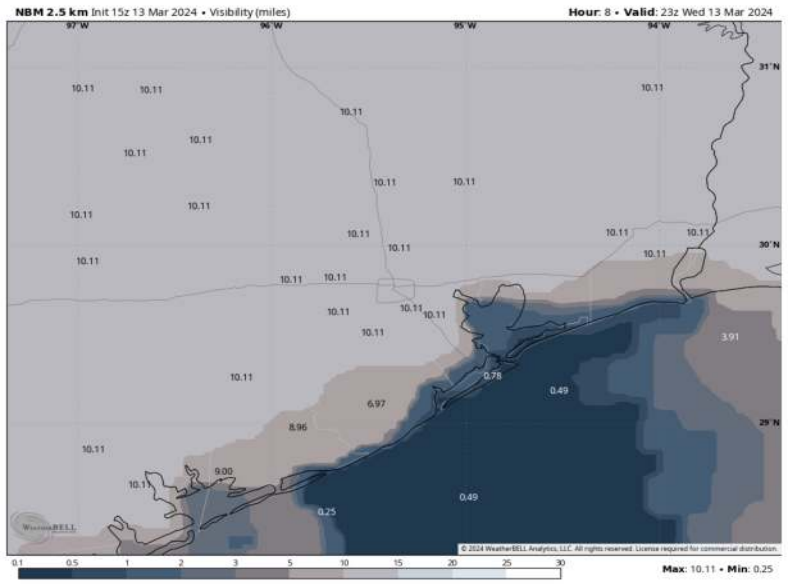 NBM 2.5 km Init 15z 13 Mar 2024 • Visibility (miles) Hour: 8 • Valid: 23z Wed 13 Mar 2024
97°W 96°W 95°W 94°W
31°N
10.11 10.11 10.11
10.11
10.11
10.11
10.11 10.11
10.11
10.11
10.11 10.11 10.11
10.11 30°N
10.11
10.11
10.11 10.11
10.11 10.11 10.11
10.11
3.91
10.11 0.78
0.49
6.97
8.96 29°N
10.11
9.00
10.11
0.49
0.25
WeatherBELL
© 2024 WeatherBELL Analytics, LLC. All rights reserved. License required for commercial distribution.
0.1 0.5 1 2 3 5 10 15 20 25 30
Max: 10.11 • Min: 0.25